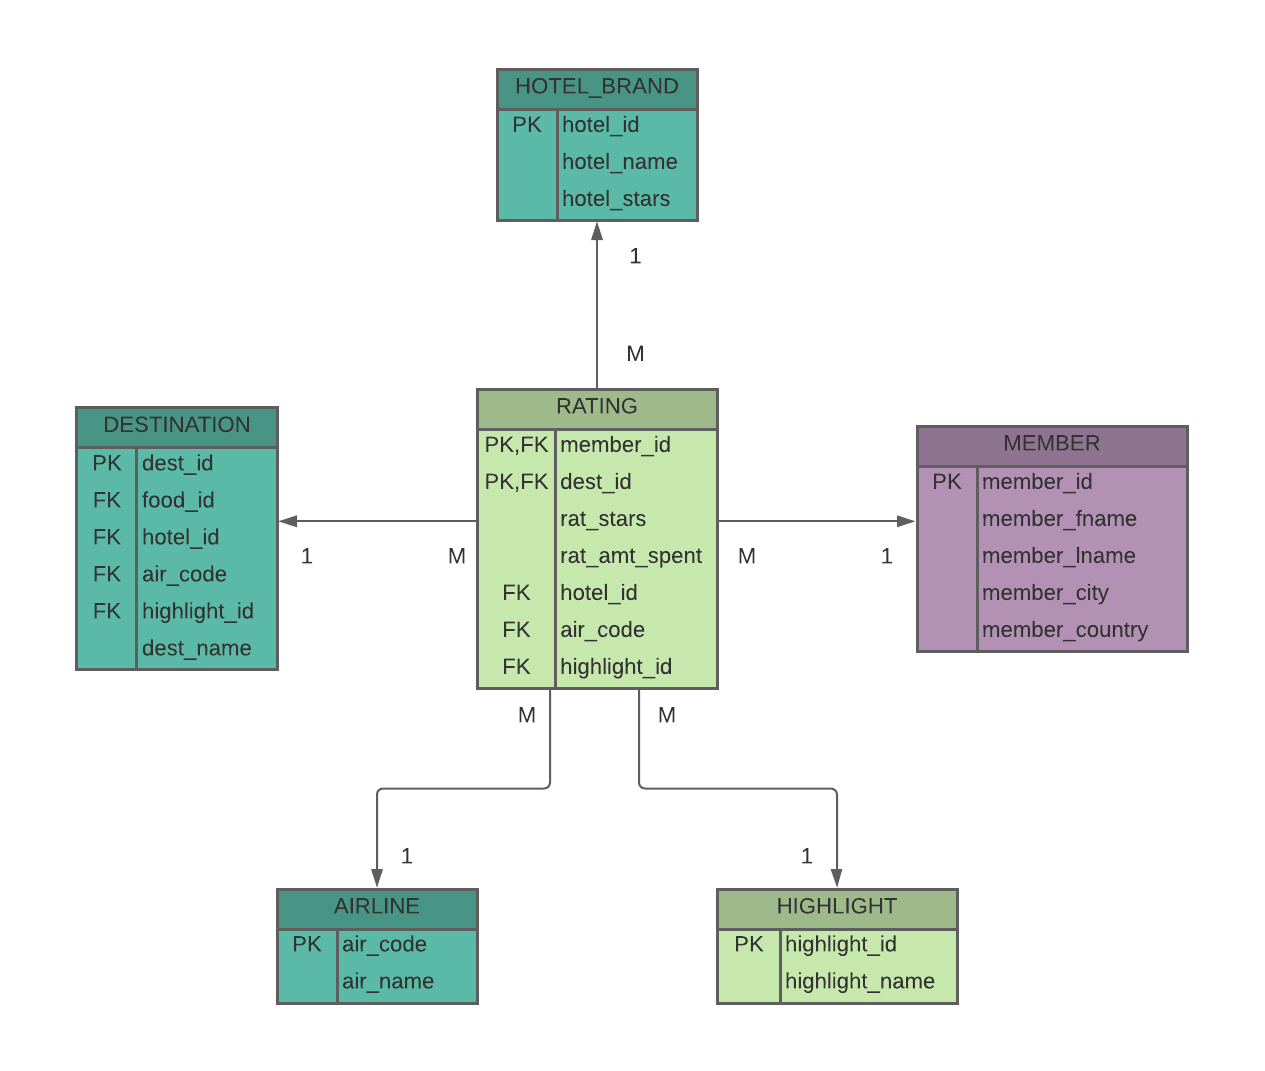 HOTEL_BRAND
PK hotel_id
hotel_name
hotel_stars
1
M
RATING
PK,FK member_id
PK,FK dest_id
rat_stars
rat_amt_spent
FK hotel_id
FK air_code
FK highlight_id
DESTINATION
PK dest_id
FK food_id
FK hotel_id
FK air_code
FK highlight_id
dest_name
1
M
MEMBER
PK member_id
member_fname
member_lname
member_city
member_country
M
1
M
M
1
1
AIRLINE
PK air_code
air_name
HIGHLIGHT
PK highlight_id
highlight_name